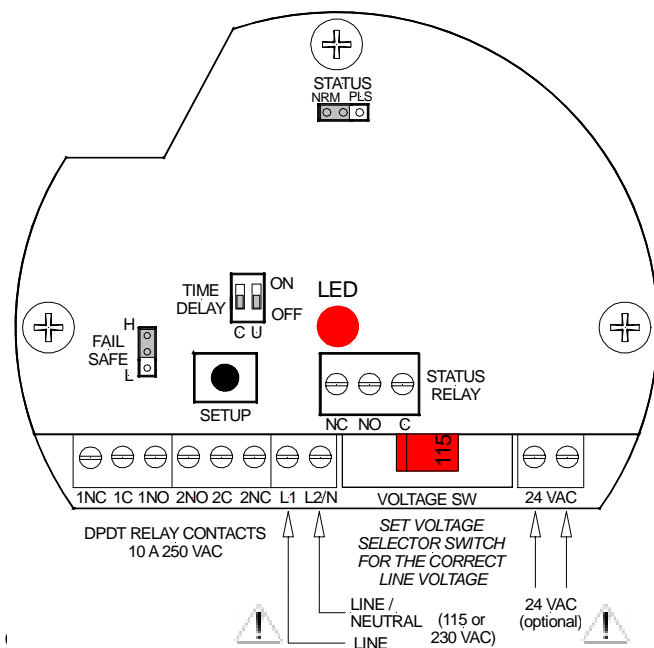 STATUS
NRM PLS
TIME DELAY
ON
OFF
C U
LED
H
FAIL SAFE
L
SETUP
STATUS RELAY
NC NO C
115
1NC 1C 1NO 2NO 2C 2NC L1 L2/N
VOLTAGE SW
24 VAC
DPDT RELAY CONTACTS
10 A 250 VAC
SET VOLTAGE
SELECTOR SWITCH
FOR THE CORRECT
LINE VOLTAGE
LINE /
NEUTRAL
(115 or
230 VAC)
LINE
24 VAC
(optional)
!
!